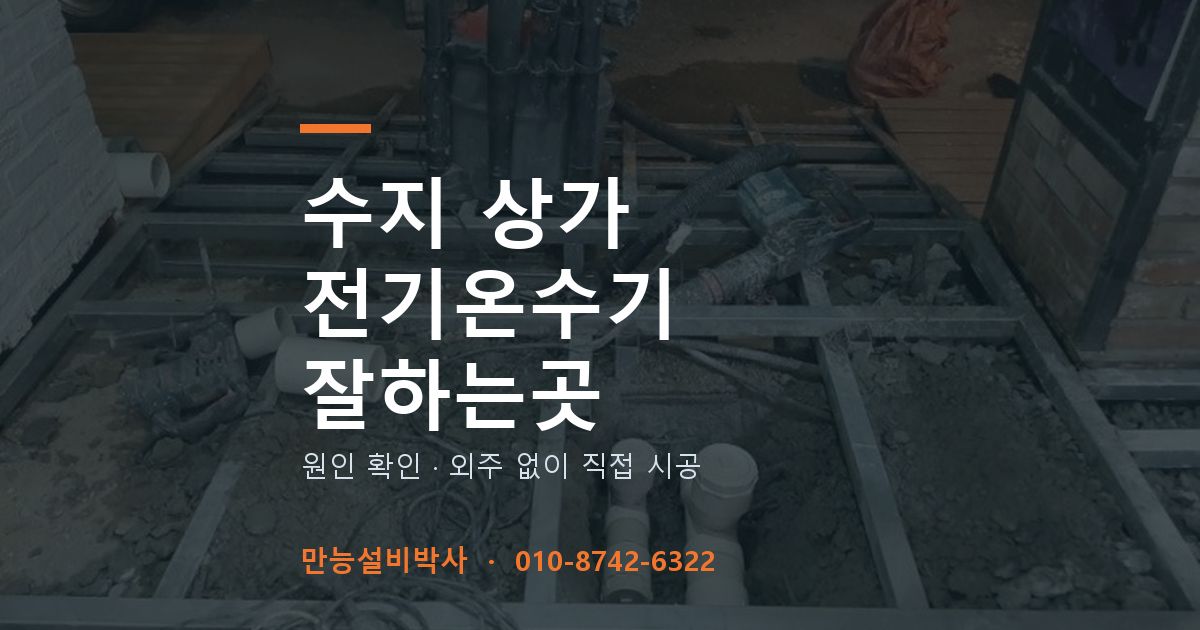 수지 상가
전기온수기
잘하는곳
원인 확인 · 외주 없이 직접 시공
만능설비박사 · 010-8742-6322